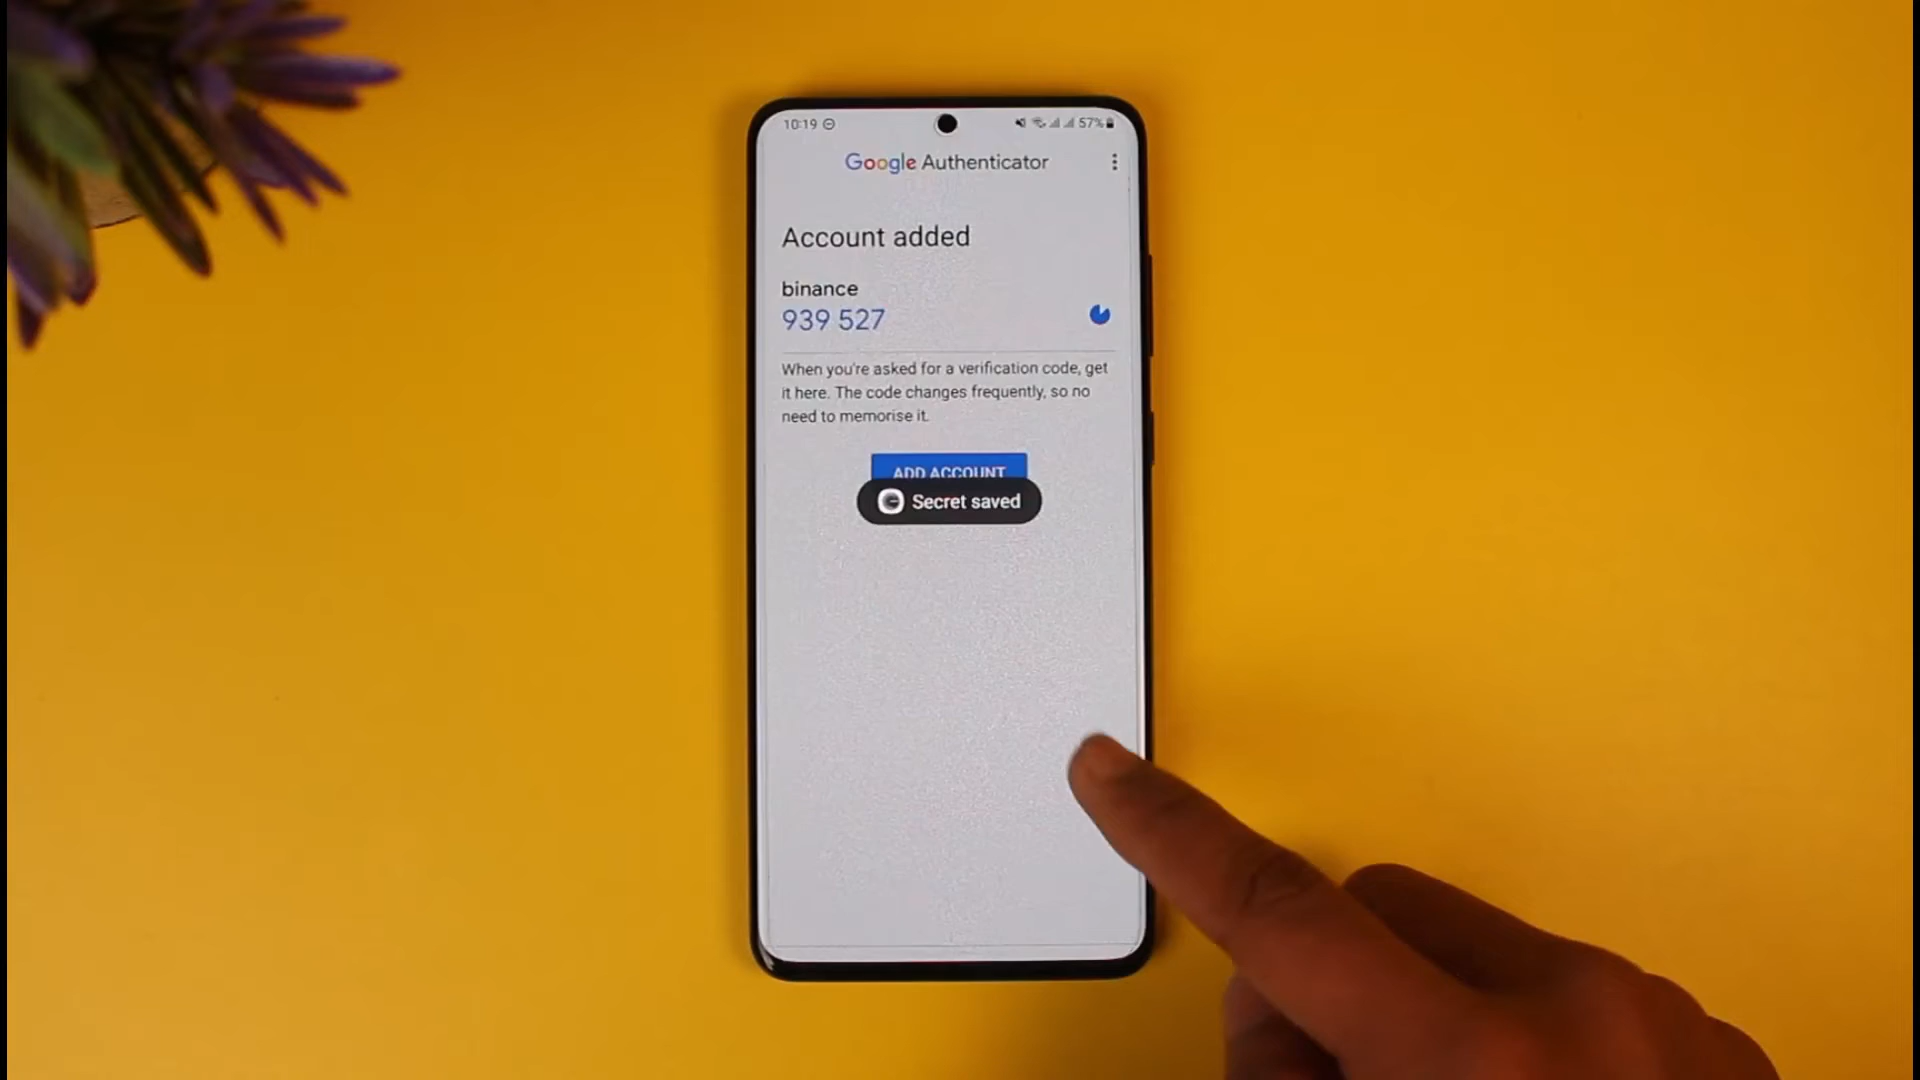 10:19 57%
Google Authenticator
Account added
binance
939 527
When you're asked for a verification code, get
it here. The code changes frequently, so no
need to memorise it.
ADD ACCOUNT
Secret saved